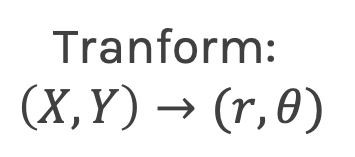 Tranform:
(X, Y) → (r, θ)